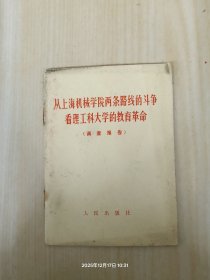 从上海机械学院两条路线的斗争
看理工科大学的教育革命
（调查报告）
人民出版社
2025年12月17日 10:11